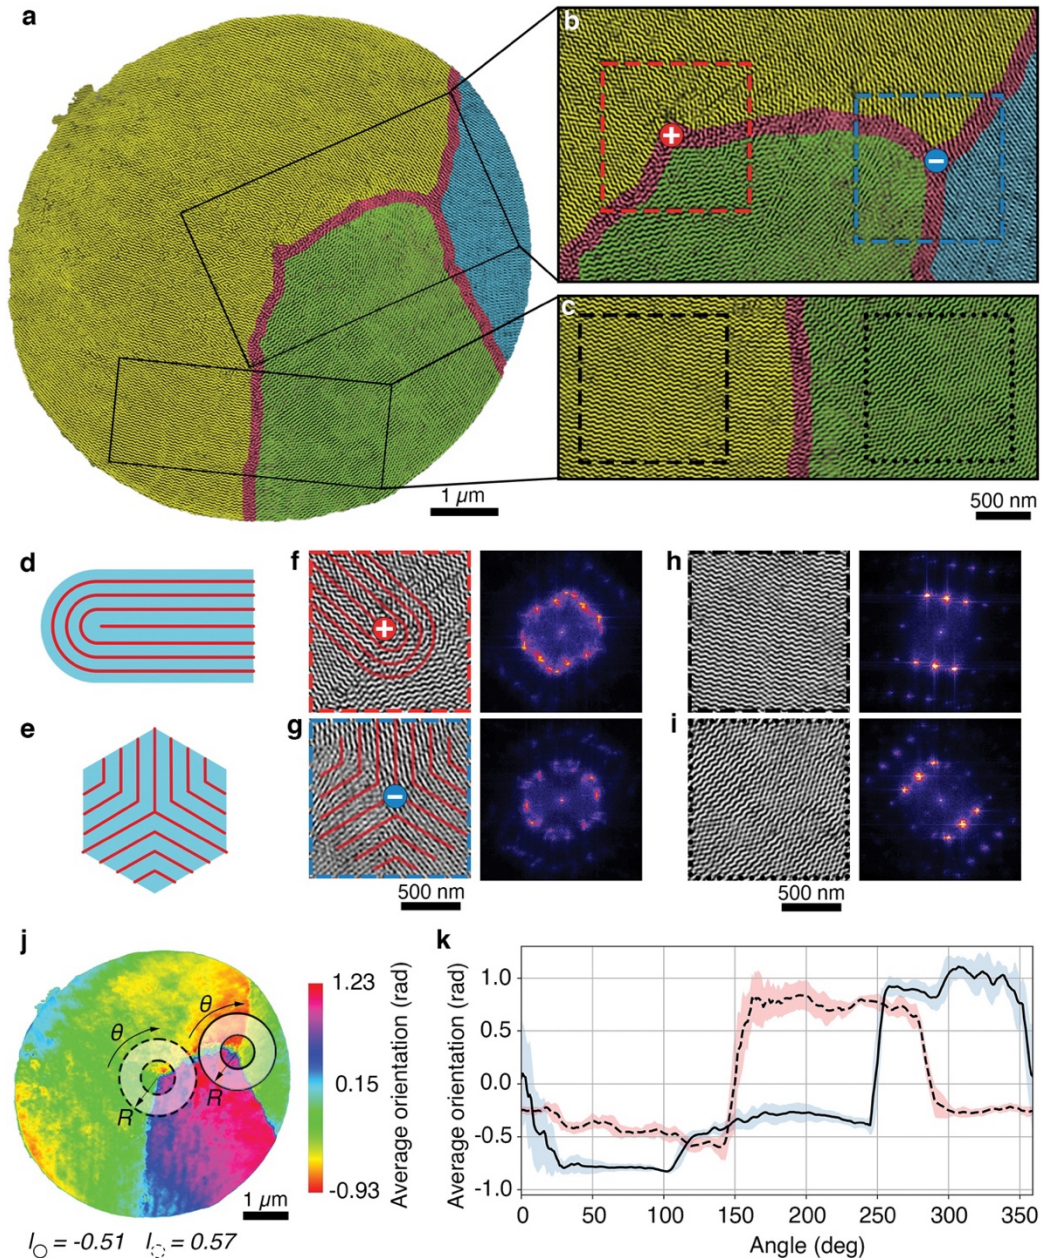 a
b
+
−
c
1 μm
500 nm
d
f
+
h
e
g
−
i
500 nm
500 nm
j
θ
θ
R
R
1 μm
1.23
0.15
-0.93
Average orientation (rad)
I○ = -0.51 I◌ = 0.57
k
Average orientation (rad)
1.0
0.5
0.0
-0.5
-1.0
0 50 100 150 200 250 300 350
Angle (deg)